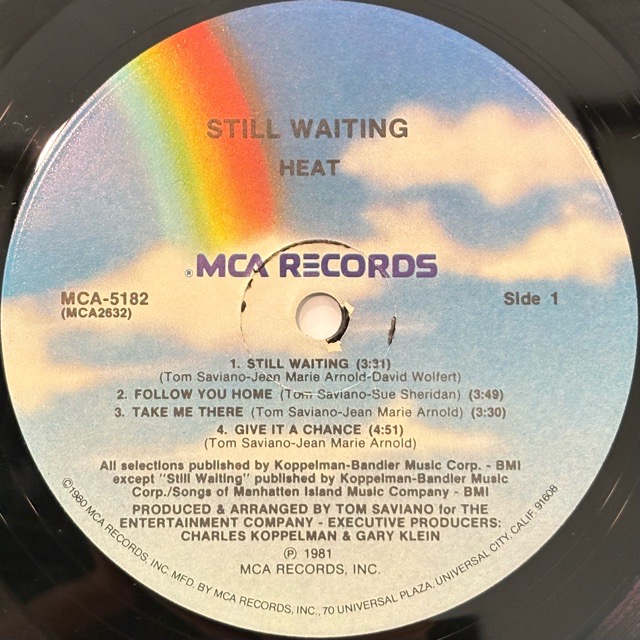 STILL WAITING
HEAT
® MCA RECORDS
MCA-5182
(MCA2632)
Side 1
1. STILL WAITING (3:31)
(Tom Saviano-Jean Marie Arnold-David Wolfert)
2. FOLLOW YOU HOME (Tom Saviano-Sue Sheridan) (3:49)
3. TAKE ME THERE (Tom Saviano-Jean Marie Arnold) (3:30)
4. GIVE IT A CHANCE (4:51)
(Tom Saviano-Jean Marie Arnold)
All selections published by Koppelman-Bandier Music Corp. - BMI
except "Still Waiting" published by Koppelman-Bandier Music
Corp./Songs of Manhatten Island Music Company - BMI
PRODUCED & ARRANGED BY TOM SAVIANO for THE
ENTERTAINMENT COMPANY - EXECUTIVE PRODUCERS:
CHARLES KOPPELMAN & GARY KLEIN
℗ 1981
MCA RECORDS, INC.
©1980 MCA RECORDS, INC. MFD. BY MCA RECORDS, INC., 70 UNIVERSAL PLAZA, UNIVERSAL CITY, CALIF. 91608